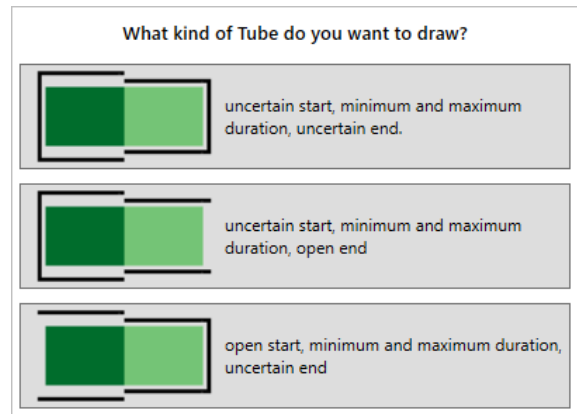 What kind of Tube do you want to draw?
uncertain start, minimum and maximum
duration, uncertain end.
uncertain start, minimum and maximum
duration, open end
open start, minimum and maximum duration,
uncertain end